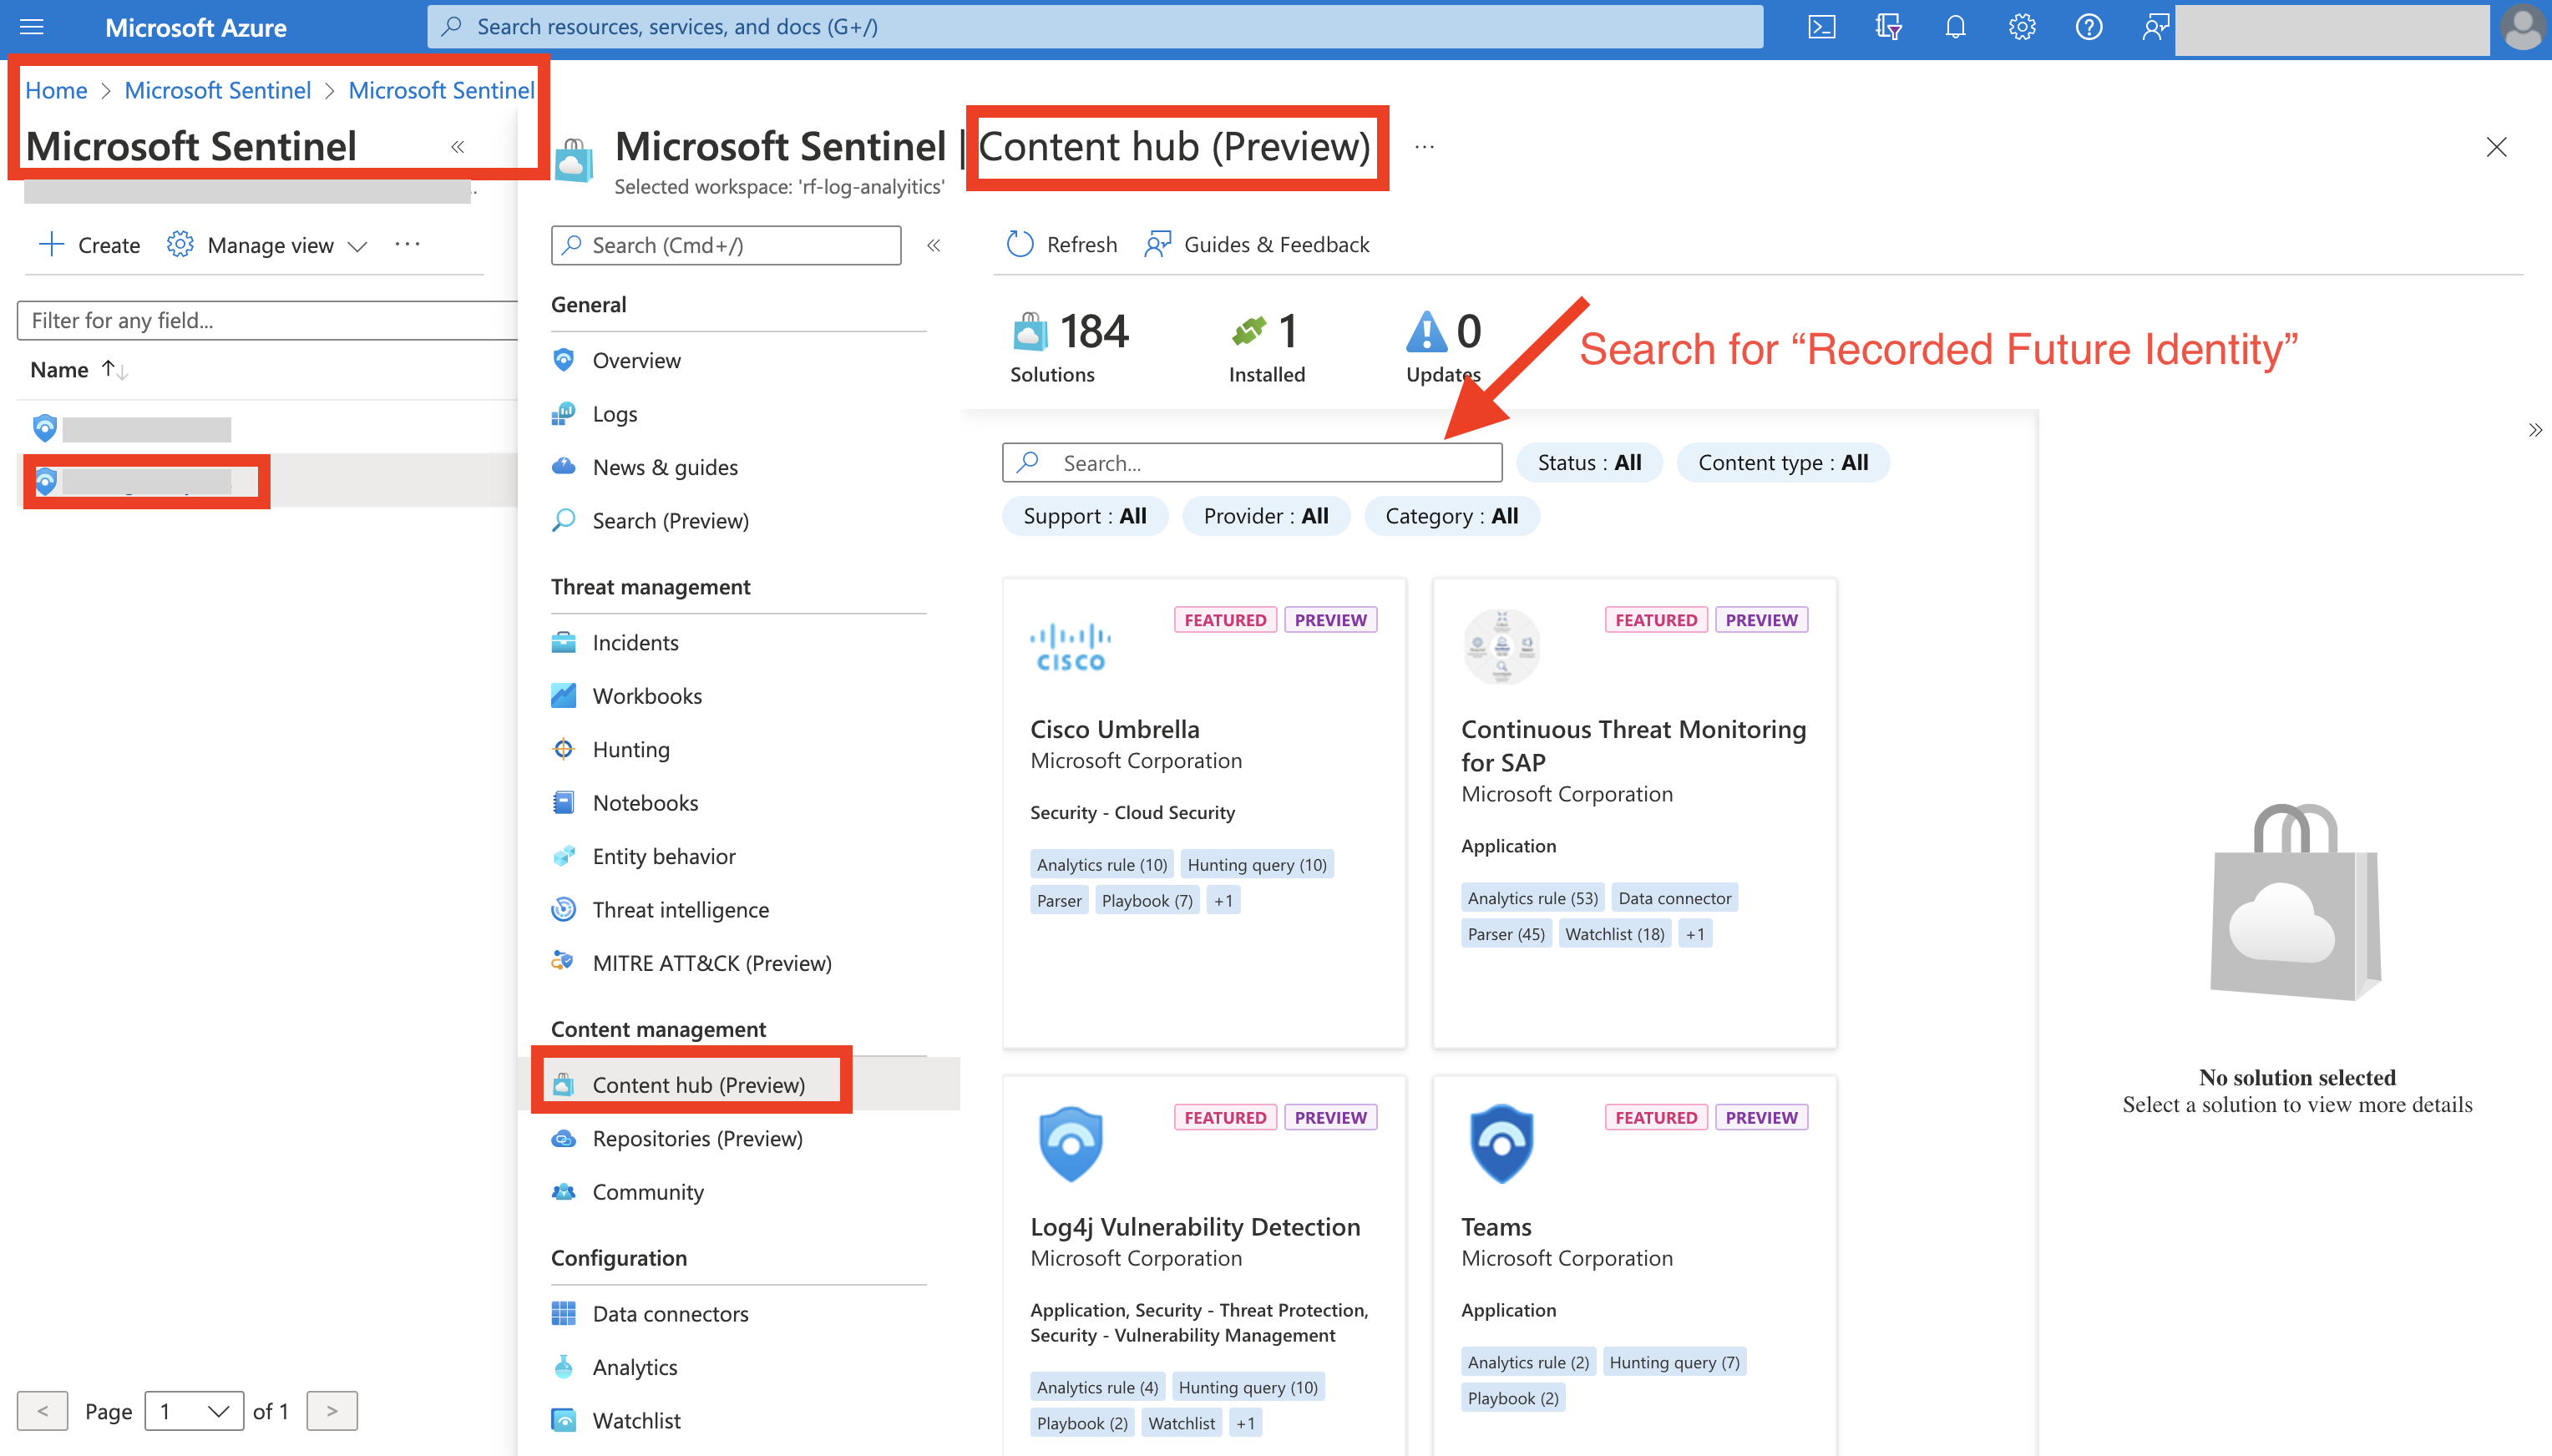 Microsoft Azure
Search resources, services, and docs (G+/)
Home > Microsoft Sentinel > Microsoft Sentinel
Microsoft Sentinel «
Create Manage view ...
Filter for any field...
Name ↑↓
< Page 1 of 1 >
Microsoft Sentinel | Content hub (Preview) ...
Selected workspace: 'rf-log-analyitics'
Search (Cmd+/) «
General
Overview
Logs
News & guides
Search (Preview)
Threat management
Incidents
Workbooks
Hunting
Notebooks
Entity behavior
Threat intelligence
MITRE ATT&CK (Preview)
Content management
Content hub (Preview)
Repositories (Preview)
Community
Configuration
Data connectors
Analytics
Watchlist
Refresh Guides & Feedback
184 1 0
Solutions Installed Updates
Search for “Recorded Future Identity”
Search... Status : All Content type : All
Support : All Provider : All Category : All
FEATURED PREVIEW
CISCO
Cisco Umbrella
Microsoft Corporation
Security - Cloud Security
Analytics rule (10) Hunting query (10)
Parser Playbook (7) +1
FEATURED PREVIEW
Continuous Threat Monitoring
for SAP
Microsoft Corporation
Application
Analytics rule (53) Data connector
Parser (45) Watchlist (18) +1
FEATURED PREVIEW
Log4j Vulnerability Detection
Microsoft Corporation
Application, Security - Threat Protection,
Security - Vulnerability Management
Analytics rule (4) Hunting query (10)
Playbook (2) Watchlist +1
FEATURED PREVIEW
Teams
Microsoft Corporation
Application
Analytics rule (2) Hunting query (7)
Playbook (2)
»
No solution selected
Select a solution to view more details